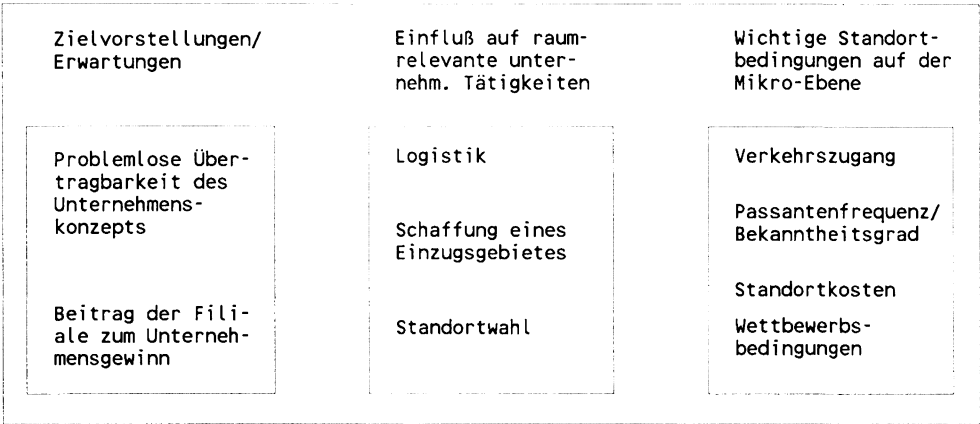 Zielvorstellungen/
Erwartungen
Einfluß auf raum-
relevante unter-
nehm. Tätigkeiten
Wichtige Standort-
bedingungen auf der
Mikro-Ebene
Problemlose Über-
tragbarkeit des
Unternehmens-
konzepts
Beitrag der Fili-
ale zum Unterneh-
mensgewinn
Logistik
Schaffung eines
Einzugsgebietes
Standortwahl
Verkehrszugang
Passantenfrequenz/
Bekanntheitsgrad
Standortkosten
Wettbewerbs-
bedingungen